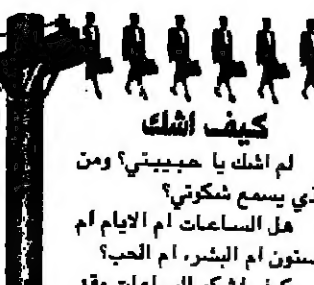 كيف اشك
لم اشك يا حبيبتي؟ ومن
ذي يسمع شكوتي؟
هل الساعات ام الايام ام
ستون ام البشر، ام الحب؟